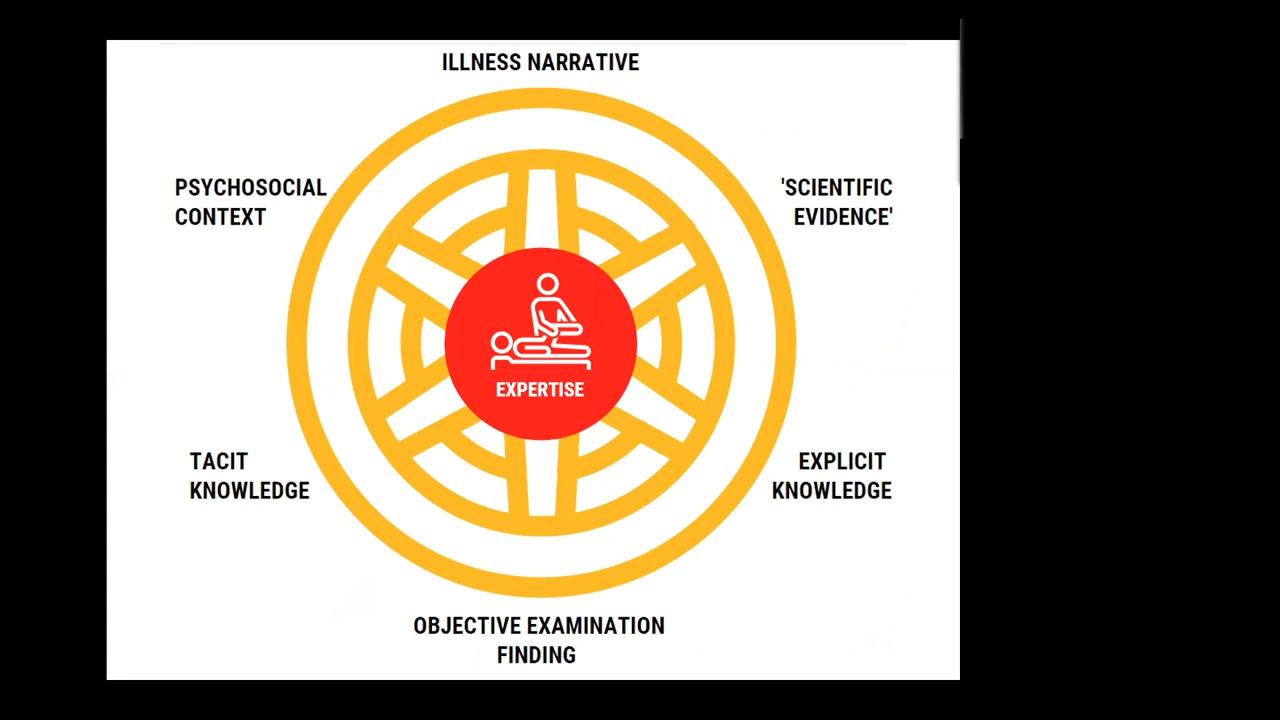 ILLNESS NARRATIVE
PSYCHOSOCIAL
CONTEXT
'SCIENTIFIC
EVIDENCE'
EXPERTISE
TACIT
KNOWLEDGE
EXPLICIT
KNOWLEDGE
OBJECTIVE EXAMINATION
FINDING